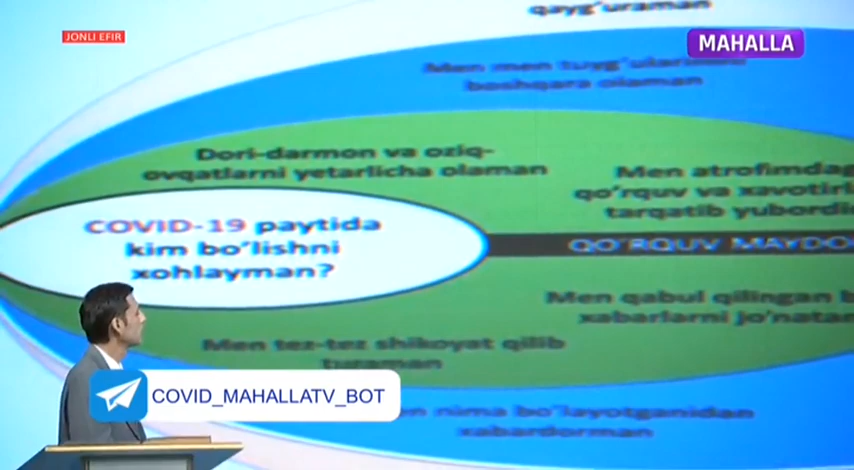 qayg'uraman
JONLI EFIR
MAHALLA
Men men tuyg'ularimni
boshqara olaman
Dori-darmon va oziq-
ovqatlarni yetarlicha olaman
Men atrofimdag
qo'rquv va xavotirl
tarqatib yubordi
COVID-19 paytida
kim bo'lishni
xohlayman?
QO'RQUV MAYDO
Men qabul qilingan b
xabarlarni jo'natam
Men tez-tez shikoyat qilib
turaman
COVID_MAHALLATV_BOT
en nima bo'layotganidan
xabardorman